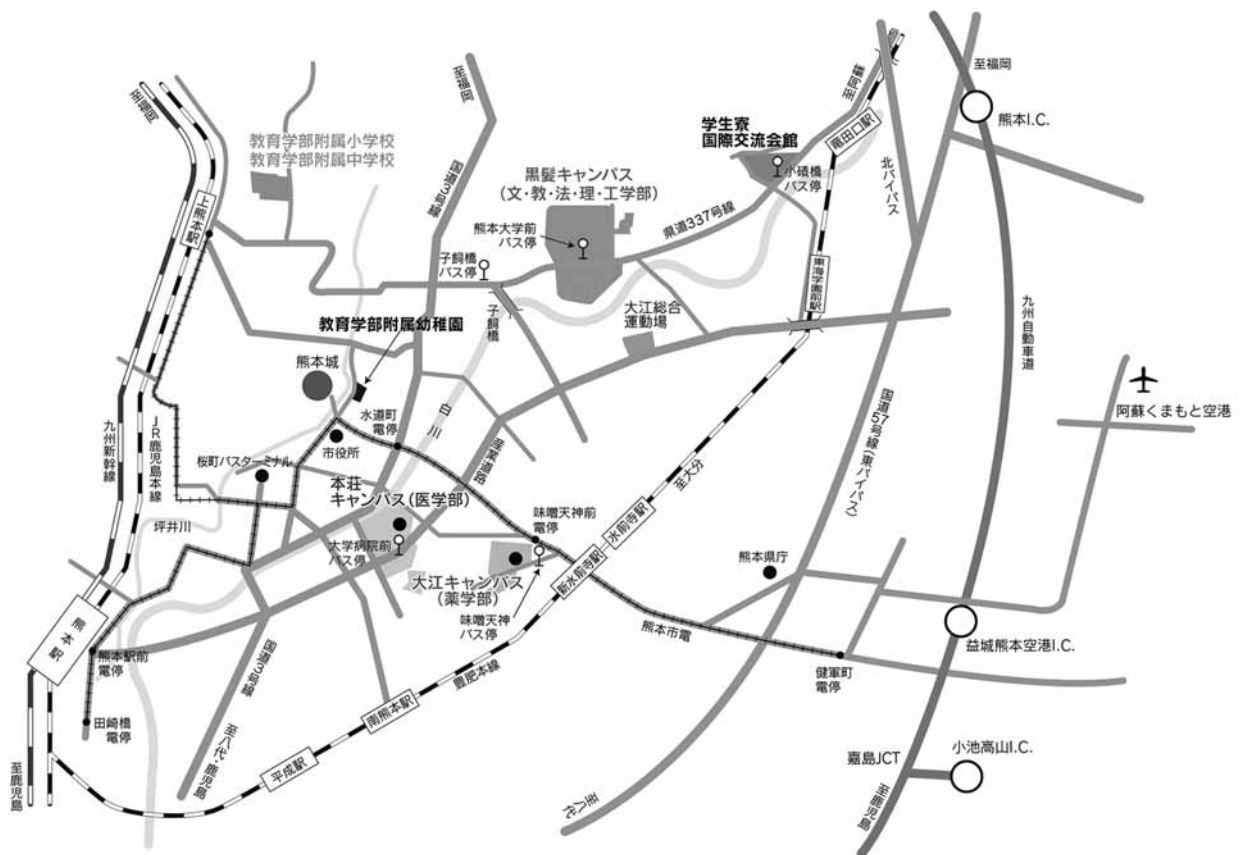 至福岡
至福岡
至福岡
至阿蘇
熊本I.C.
教育学部附属小学校
教育学部附属中学校
国道3号線
学生寮
国際交流会館
竜田口駅
小磧橋
バス停
北バイパス
黒髪キャンパス
(文・教・法・理・工学部)
熊本大学前
バス停
県道337号線
上熊本駅
子飼橋
バス停
子飼橋
東海学園前駅
大江総合
運動場
九州自動車道
教育学部附属幼稚園
熊本城
阿蘇くまもと空港
水道町
電停
白川
国道57号線(東バイパス)
九州新幹線
JR鹿児島本線
市役所
産業道路
桜町バスターミナル
至大分
本荘
キャンパス(医学部)
味噌天神前
電停
水前寺駅
坪井川
大学病院前
バス停
新水前寺駅
熊本県庁
大江キャンパス
(薬学部)
味噌天神
バス停
熊本駅
熊本市電
益城熊本空港I.C.
熊本駅前
電停
国道3号線
豊肥本線
健軍町
電停
南熊本駅
田崎橋
電停
至八代・鹿児島
平成駅
嘉島JCT
小池高山I.C.
至鹿児島
至八代
至鹿児島